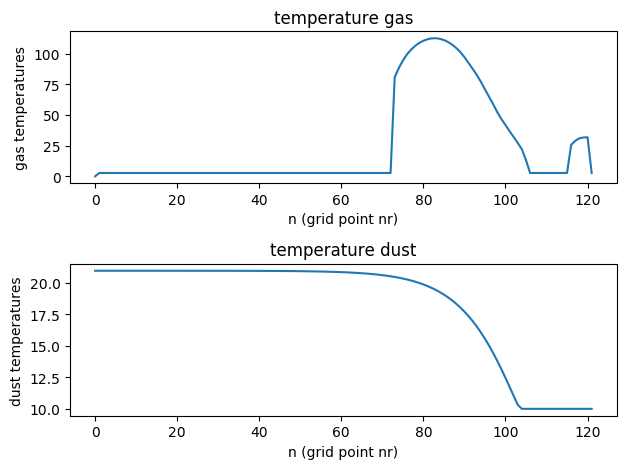 temperature gas
gas temperatures
100
75
50
25
0
0 20 40 60 80 100 120
n (grid point nr)
temperature dust
dust temperatures
20.0
17.5
15.0
12.5
10.0
0 20 40 60 80 100 120
n (grid point nr)